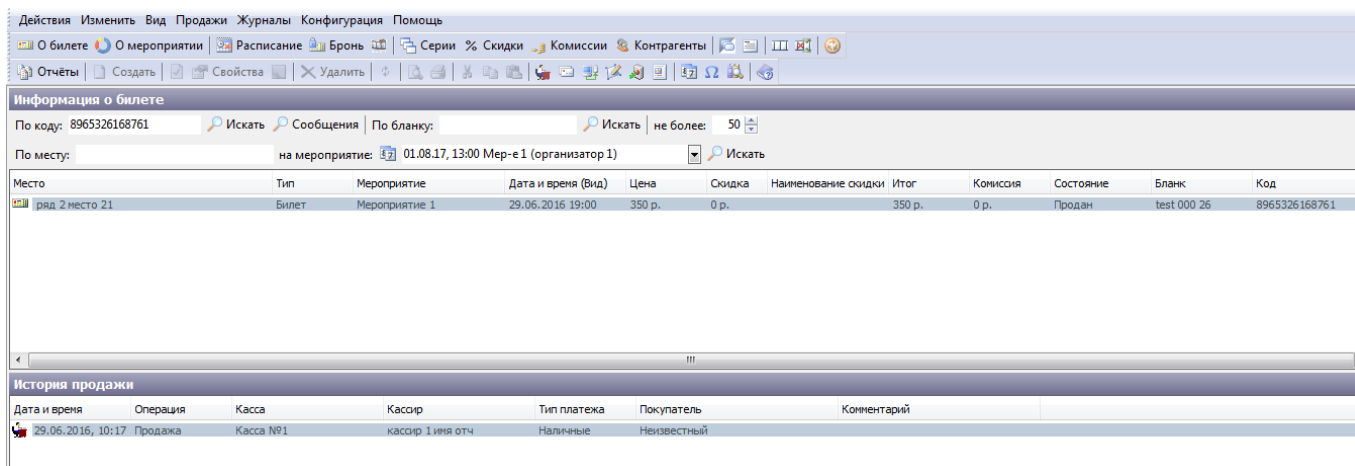 Действия Изменить Вид Продажи Журналы Конфигурация Помощь
О билете О мероприятии Расписание Бронь Серии % Скидки Комиссии Контрагенты
Отчёты Создать Свойства Удалить
Информация о билете
По коду: 8965326168761 Искать Сообщения По бланку: Искать не более: 50
По месту: на мероприятие: 01.08.17, 13:00 Мер-е 1 (организатор 1) Искать
Место Тип Мероприятие Дата и время (Вид) Цена Скидка Наименование скидки Итог Комиссия Состояние Бланк Код
ряд 2 место 21 Билет Мероприятие 1 29.06.2016 19:00 350 р. 0 р. 350 р. 0 р. Продан test 000 26 8965326168761
История продажи
Дата и время Операция Касса Кассир Тип платежа Покупатель Комментарий
29.06.2016, 10:17 Продажа Касса №1 кассир 1 имя отч Наличные Неизвестный